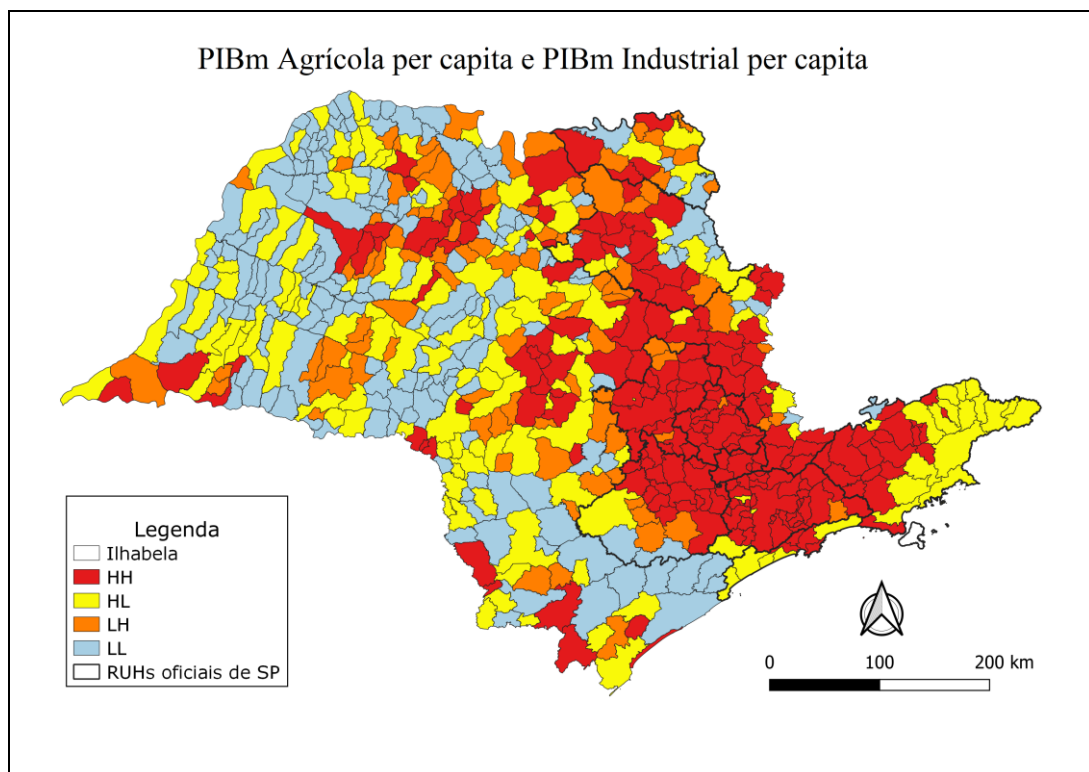 PIBm Agrícola per capita e PIBm Industrial per capita
Legenda
Ilhabela
HH
HL
LH
LL
RUHs oficiais de SP
0 100 200 km